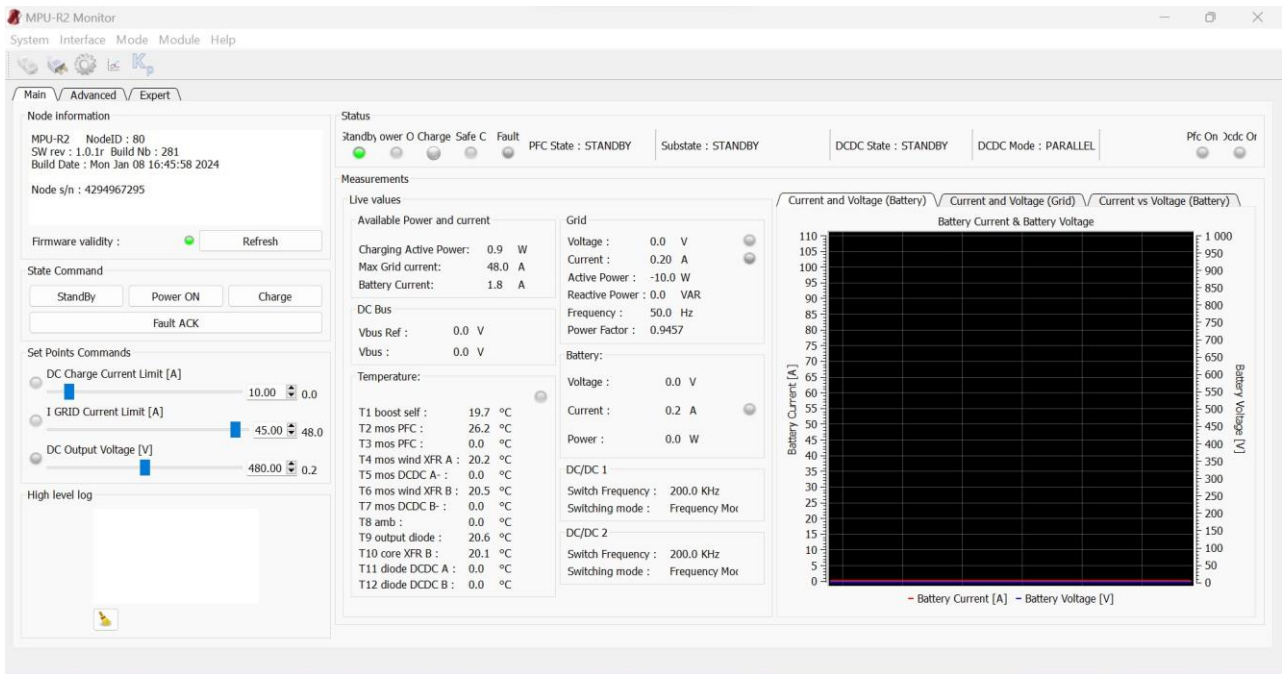 MPU-R2 Monitor
System Interface Mode Module Help
Kp
Main Advanced Expert
Node information
MPU-R2 NodeID : 80
SW rev : 1.0.1r Build Nb : 281
Build Date : Mon Jan 08 16:45:58 2024
Node s/n : 4294967295
Firmware validity : Refresh
State Command
StandBy Power ON Charge
Fault ACK
Set Points Commands
DC Charge Current Limit [A]
10.00 0.0
I GRID Current Limit [A]
45.00 48.0
DC Output Voltage [V]
480.00 0.2
High level log
Status
Standby ower O Charge Safe C Fault
PFC State : STANDBY Substate : STANDBY DCDC State : STANDBY DCDC Mode : PARALLEL
Pfc On Dcdc Or
Measurements
Live values
Available Power and current
Charging Active Power: 0.9 W
Max Grid current: 48.0 A
Battery Current: 1.8 A
DC Bus
Vbus Ref : 0.0 V
Vbus : 0.0 V
Temperature:
T1 boost self : 19.7 °C
T2 mos PFC : 26.2 °C
T3 mos PFC : 0.0 °C
T4 mos wind XFR A : 20.2 °C
T5 mos DCDC A- : 0.0 °C
T6 mos wind XFR B : 20.5 °C
T7 mos DCDC B- : 0.0 °C
T8 amb : 0.0 °C
T9 output diode : 20.6 °C
T10 core XFR B : 20.1 °C
T11 diode DCDC A : 0.0 °C
T12 diode DCDC B : 0.0 °C
Grid
Voltage : 0.0 V
Current : 0.20 A
Active Power : -10.0 W
Reactive Power : 0.0 VAR
Frequency : 50.0 Hz
Power Factor : 0.9457
Battery:
Voltage : 0.0 V
Current : 0.2 A
Power : 0.0 W
DC/DC 1
Switch Frequency : 200.0 KHz
Switching mode : Frequency Moc
DC/DC 2
Switch Frequency : 200.0 KHz
Switching mode : Frequency Moc
Current and Voltage (Battery) Current and Voltage (Grid) Current vs Voltage (Battery)
Battery Current & Battery Voltage
Battery Current [A]
110
105
100
95
90
85
80
75
70
65
60
55
50
45
40
35
30
25
20
15
10
5
0
1 000
950
900
850
800
750
700
650
600
550
500
450
400
350
300
250
200
150
100
50
0
Battery Voltage [V]
Battery Current [A] Battery Voltage [V]